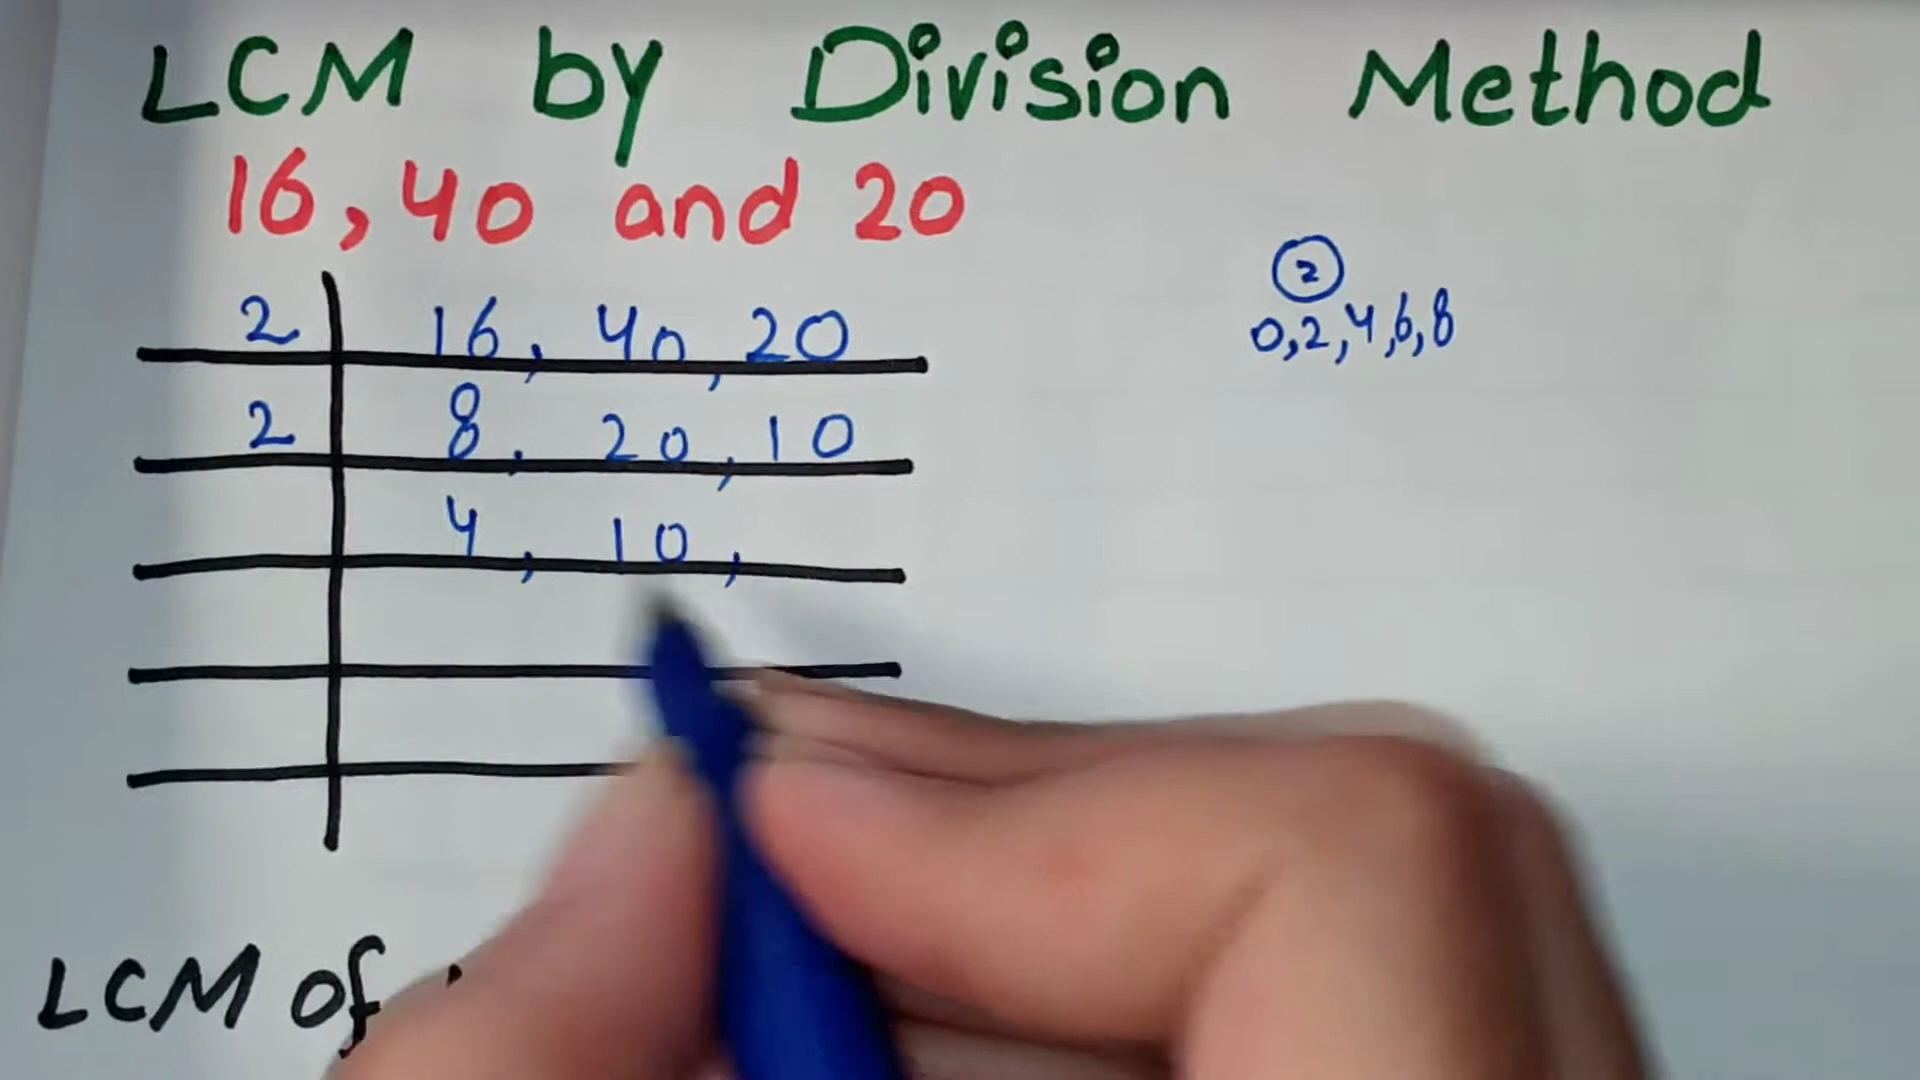 LCM by Division Method
16, 40 and 20
2
2 16, 40, 20
0,2,4,6,8
2 8, 20, 10
4, 10,
LCM of